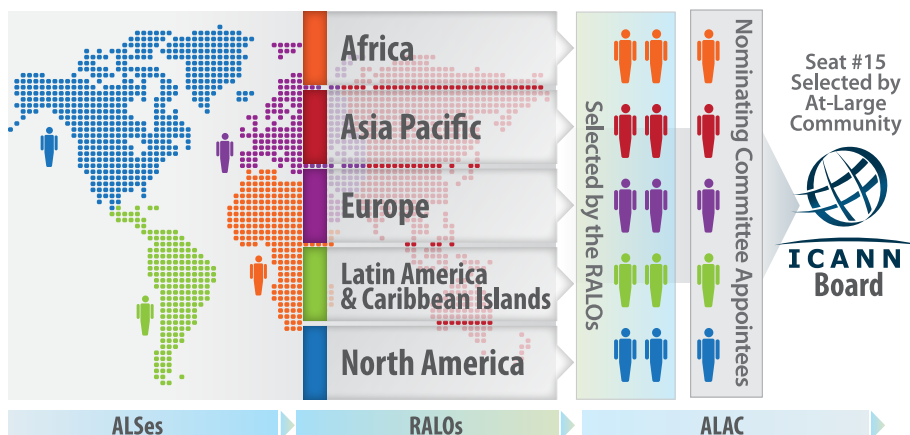 Africa
Asia Pacific
Europe
Latin America
& Caribbean Islands
North America
Selected by the RALOs
Nominating Committee Appointees
Seat #15
Selected by
At-Large
Community
ICANN
Board
ALSes
RALOs
ALAC